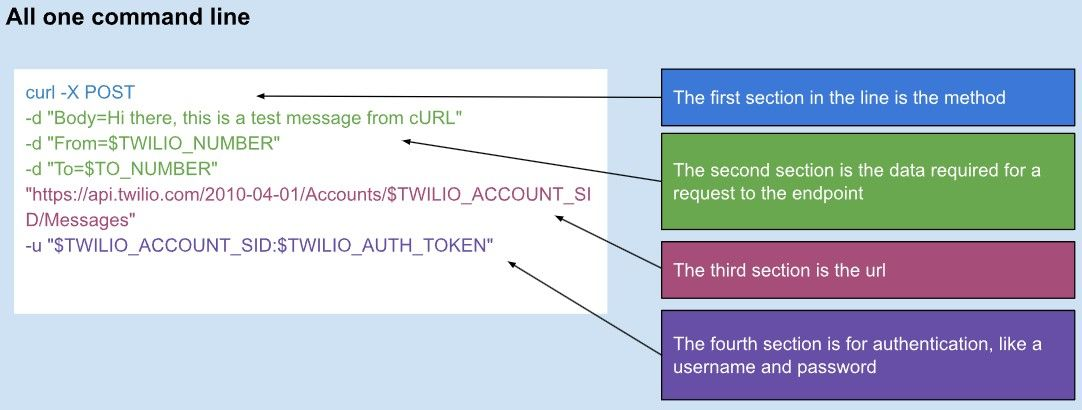 All one command line
curl -X POST
-d "Body=Hi there, this is a test message from cURL"
-d "From=$TWILIO_NUMBER"
-d "To=$TO_NUMBER"
"https://api.twilio.com/2010-04-01/Accounts/$TWILIO_ACCOUNT_SI
D/Messages"
-u "$TWILIO_ACCOUNT_SID:$TWILIO_AUTH_TOKEN"
The first section in the line is the method
The second section is the data required for a
request to the endpoint
The third section is the url
The fourth section is for authentication, like a
username and password